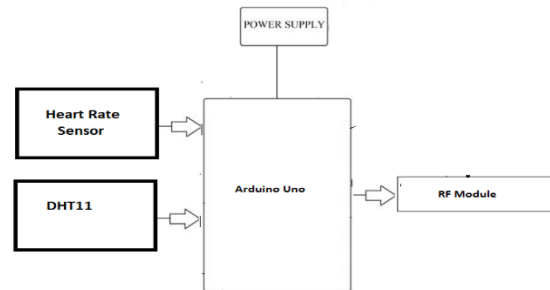 POWER SUPPLY
Heart Rate
Sensor
Arduino Uno
RF Module
DHT11